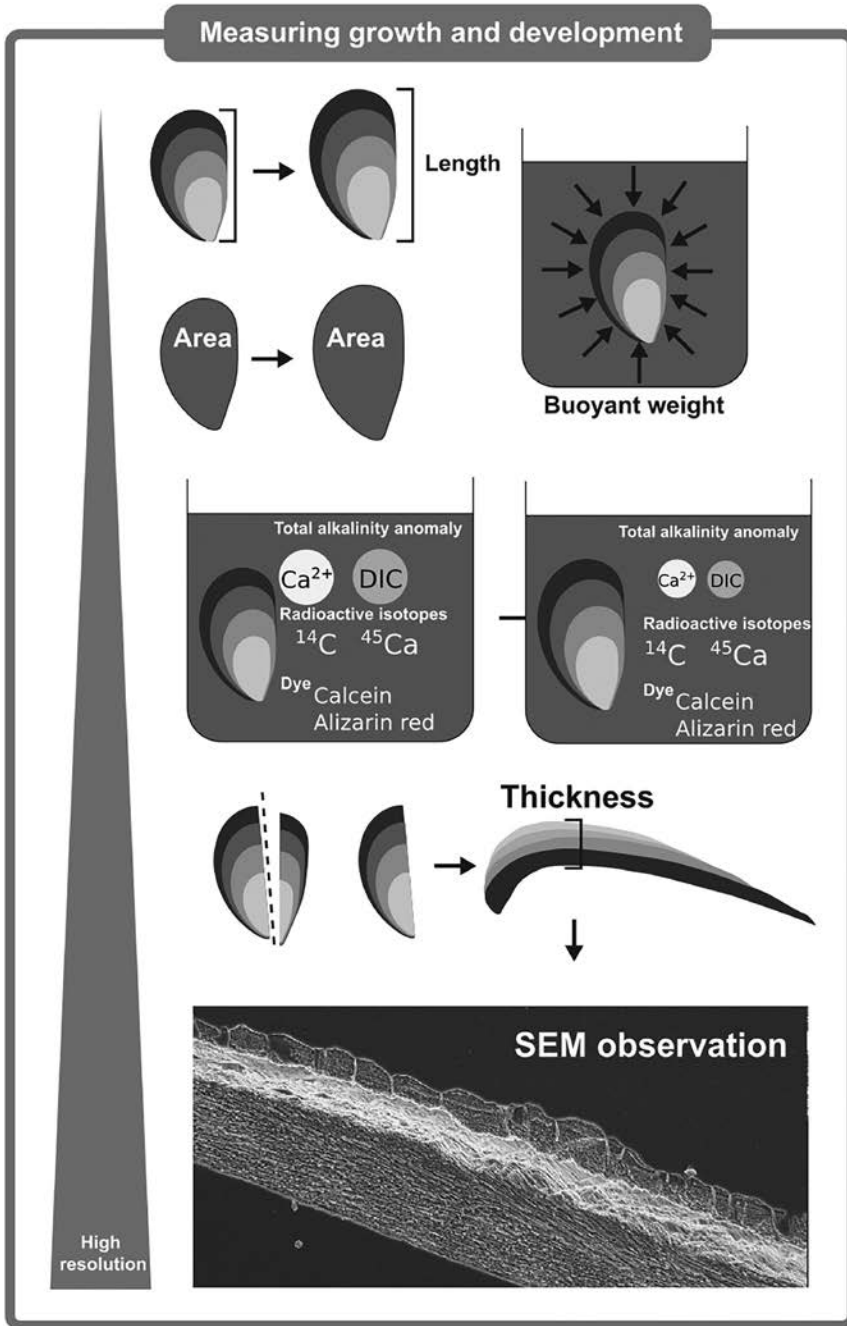 Measuring growth and development
Length
Area
Area
Buoyant weight
Total alkalinity anomaly
Ca²⁺
DIC
Radioactive isotopes
¹⁴C ⁴⁵Ca
Dye
Calcein
Alizarin red
Total alkalinity anomaly
Ca²⁺
DIC
Radioactive isotopes
¹⁴C ⁴⁵Ca
Dye
Calcein
Alizarin red
Thickness
SEM observation
High
resolution